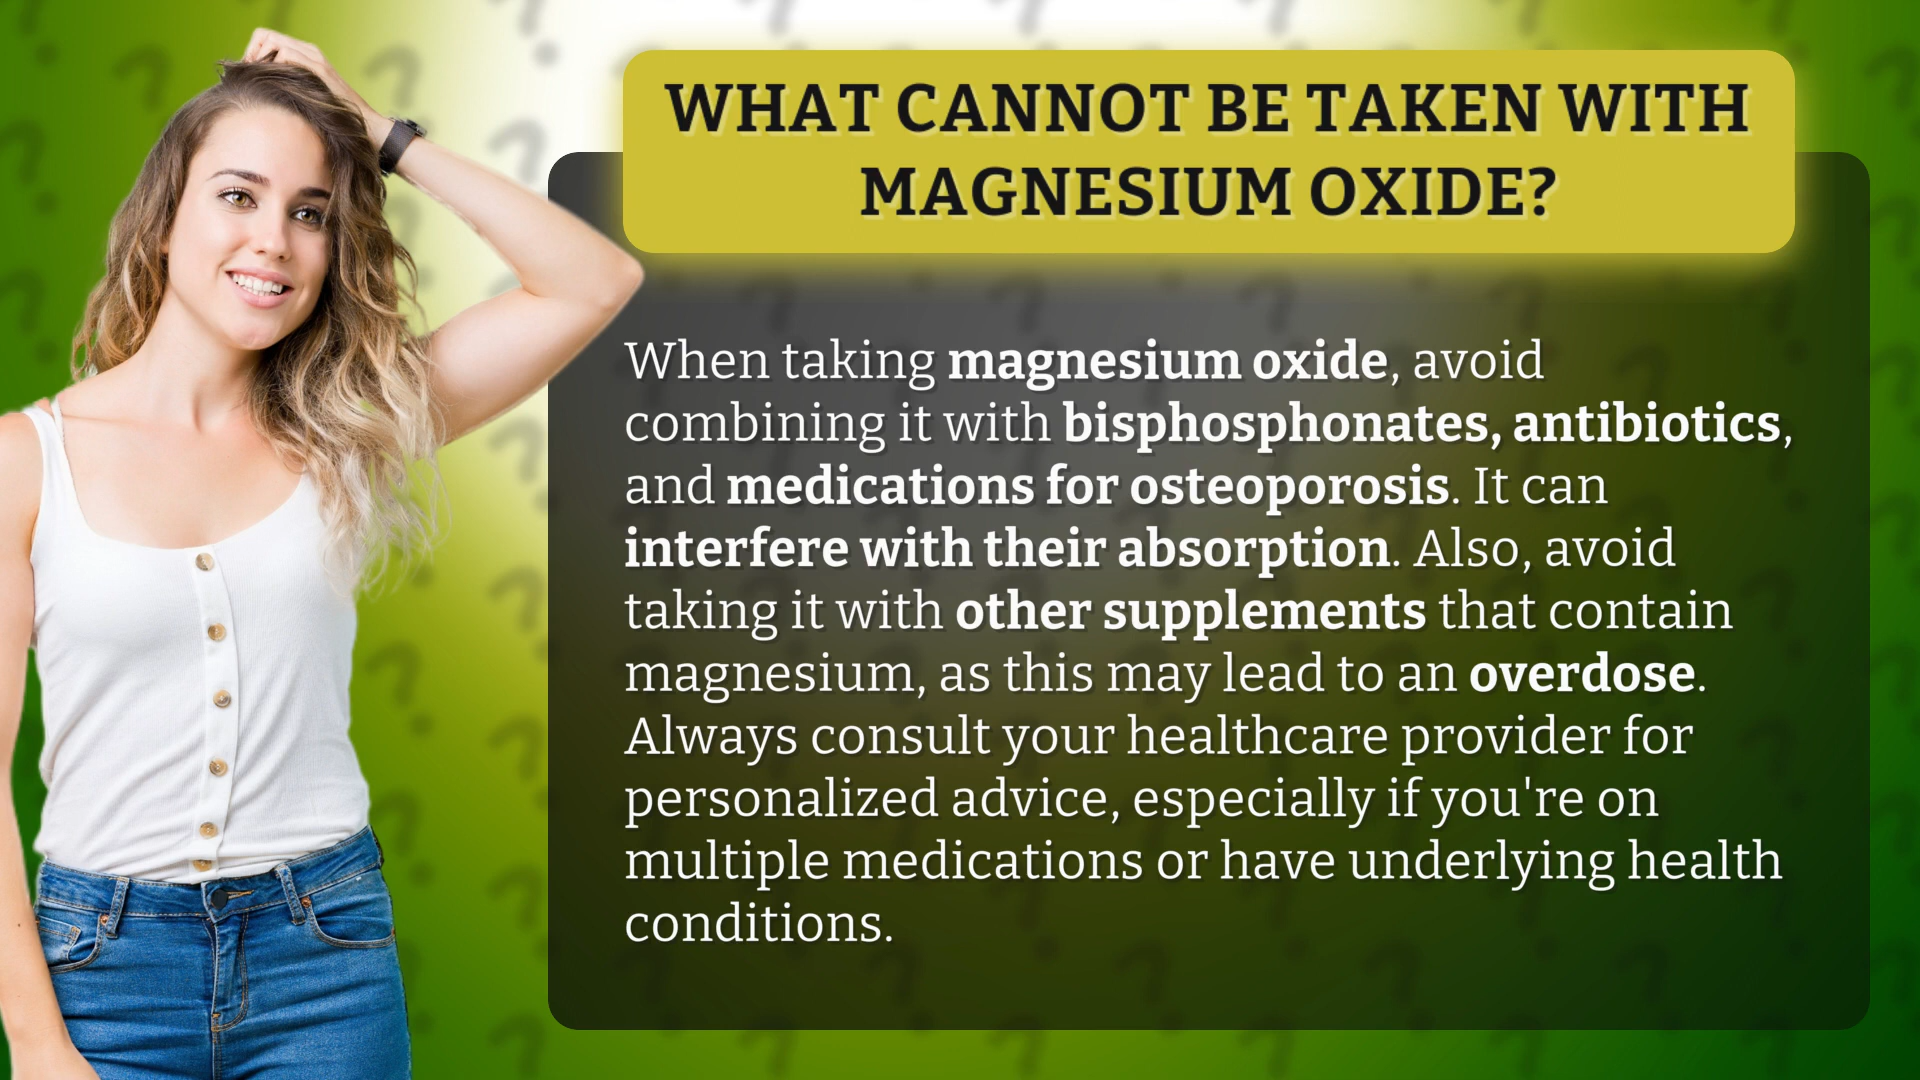 WHAT CANNOT BE TAKEN WITH
MAGNESIUM OXIDE?
When taking magnesium oxide, avoid
combining it with bisphosphonates, antibiotics,
and medications for osteoporosis. It can
interfere with their absorption. Also, avoid
taking it with other supplements that contain
magnesium, as this may lead to an overdose.
Always consult your healthcare provider for
personalized advice, especially if you're on
multiple medications or have underlying health
conditions.